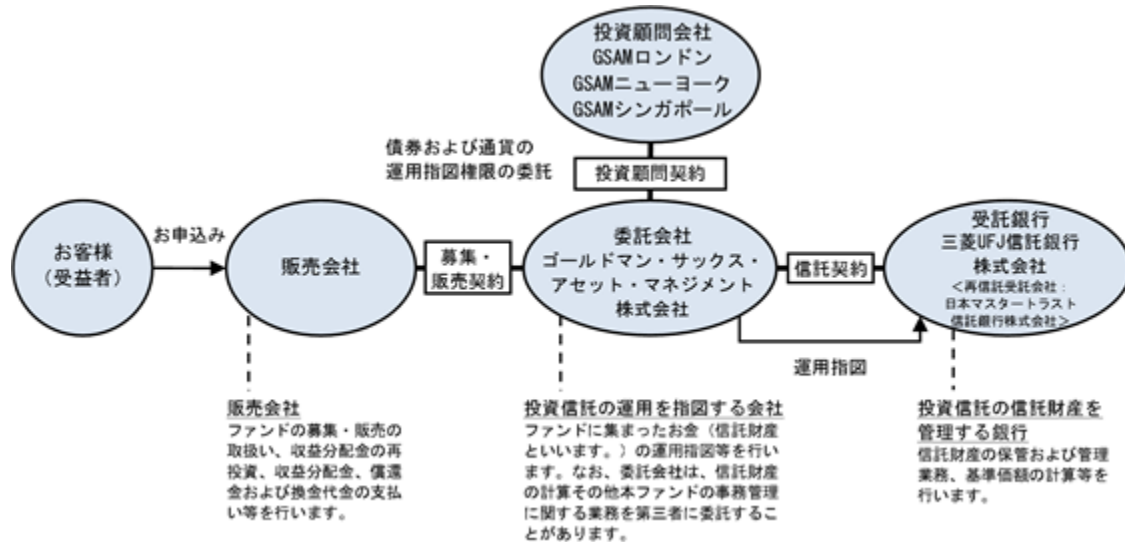 投資顧問会社
GSAMロンドン
GSAMニューヨーク
GSAMシンガポール
債券および通貨の
運用指図権限の委託
投資顧問契約
お客様
（受益者）
お申込み
販売会社
募集・
販売契約
委託会社
ゴールドマン・サックス・
アセット・マネジメント
株式会社
信託契約
受託銀行
三菱UFJ信託銀行
株式会社
＜再信託受託会社：
日本マスタートラスト
信託銀行株式会社＞
運用指図
販売会社
ファンドの募集・販売の
取扱い、収益分配金の再
投資、収益分配金、償還
金および換金代金の支払
い等を行います。
投資信託の運用を指図する会社
ファンドに集まったお金（信託財産
といいます。）の運用指図等を行い
ます。なお、委託会社は、信託財産
の計算その他本ファンドの事務管理
に関する業務を第三者に委託するこ
とがあります。
投資信託の信託財産を
管理する銀行
信託財産の保管および管理
業務、基準価額の計算等を
行います。